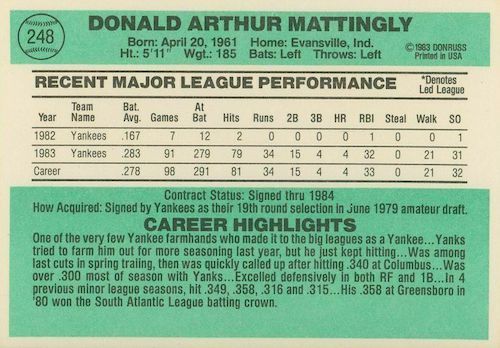 248
DONALD ARTHUR MATTINGLY
Born: April 20, 1961 Home: Evansville, Ind.
Ht.: 5'11" Wgt.: 185 Bats: Left Throws: Left
©1983 DONRUSS
Printed in USA
RECENT MAJOR LEAGUE PERFORMANCE
*Denotes
Led League
Year Team Name Bat. Avg. Games At Bat Hits Runs 2B 3B HR RBI Steal Walk SO
1982 Yankees .167 7 12 2 0 0 0 0 1 0 0 1
1983 Yankees .283 91 279 79 34 15 4 4 32 0 21 31
Career .278 98 291 81 34 15 4 4 33 0 21 32
Contract Status: Signed thru 1984
How Acquired: Signed by Yankees as their 19th round selection in June 1979 amateur draft.
CAREER HIGHLIGHTS
One of the very few Yankee farmhands who made it to the big leagues as a Yankee...Yanks
tried to farm him out for more seasoning last year, but he just kept hitting...Was among
last cuts in spring traiing, then was quickly called up after hitting .340 at Columbus...Was
over .300 most of season with Yanks...Excelled defensively in both RF and 1B...In 4
previous minor league seasons, hit .349, .358, .316 and .315...His .358 at Greensboro in
'80 won the South Atlantic League batting crown.